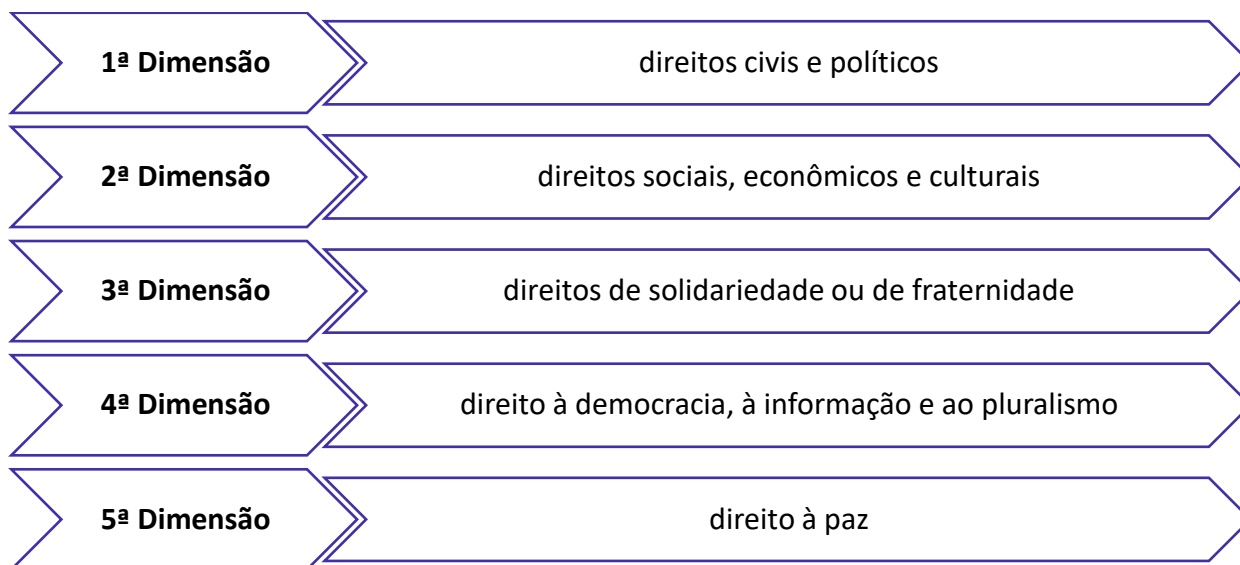 1ª Dimensão
direitos civis e políticos
2ª Dimensão
direitos sociais, econômicos e culturais
3ª Dimensão
direitos de solidariedade ou de fraternidade
4ª Dimensão
direito à democracia, à informação e ao pluralismo
5ª Dimensão
direito à paz